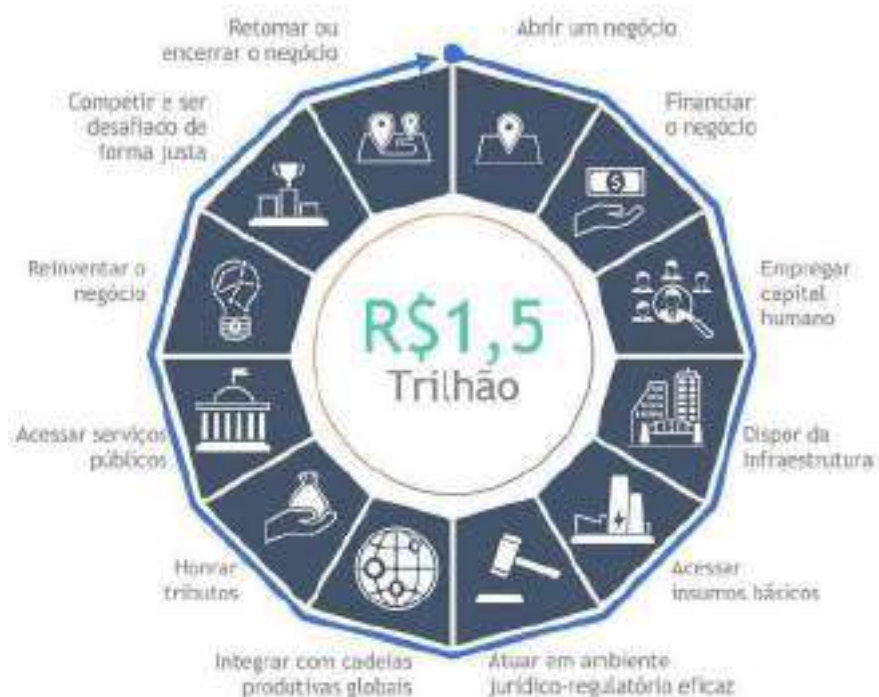 Abrir um negócio
Financiar
o negócio
Empregar
capital
humano
Dispor da
Infraestrutura
Acessar
insumos básicos
Atuar em ambiente
jurídico-regulatório eficaz
Integrar com cadeias
produtivas globais
Honrar
tributos
Acessar serviços
públicos
Reinventar o
negócio
Competir e ser
desafiado de
forma justa
Retomar ou
encerrar o negócio
R$1,5
Trilhão